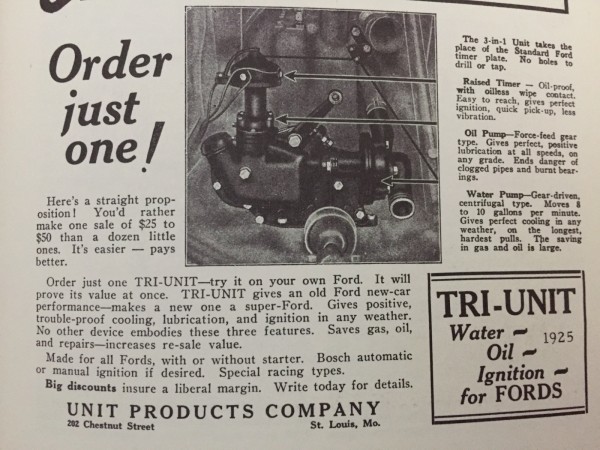 Order
just
one!
Here's a straight prop-
osition! You'd rather
make one sale of $25 to
$50 than a dozen little
ones. It's easier — pays
better.
The 3-in-1 Unit takes the
place of the Standard Ford
timer plate. No holes to
drill or tap.
Raised Timer — Oil-proof,
with oilless wipe contact.
Easy to reach, gives perfect
ignition, quick pick-up, less
vibration.
Oil Pump—Force-feed gear
type. Gives perfect, positive
lubrication at all speeds, on
any grade. Ends danger of
clogged pipes and burnt bear-
ings.
Water Pump—Gear-driven,
centrifugal type. Moves 8
to 10 gallons per minute.
Gives perfect cooling in any
weather, on the longest,
hardest pulls. The saving
in gas and oil is large.
Order just one TRI-UNIT—try it on your own Ford. It will
prove its value at once. TRI-UNIT gives an old Ford new-car
performance—makes a new one a super-Ford. Gives positive,
trouble-proof cooling, lubrication, and ignition in any weather.
No other device embodies these three features. Saves gas, oil,
and repairs—increases re-sale value.
Made for all Fords, with or without starter. Bosch automatic
or manual ignition if desired. Special racing types.
Big discounts insure a liberal margin. Write today for details.
UNIT PRODUCTS COMPANY
202 Chestnut Street St. Louis, Mo.
TRI-UNIT
Water ~ 1925
Oil ~
Ignition ~
for FORDS